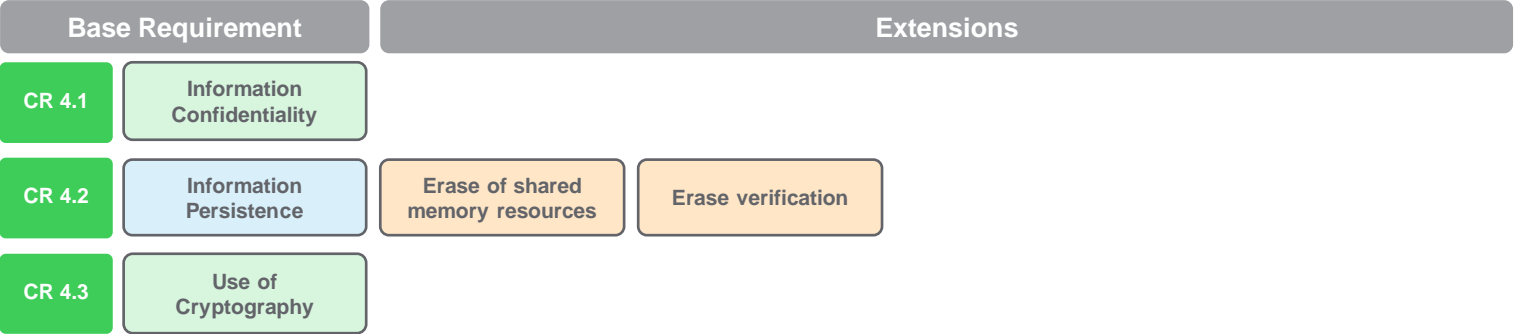 Base Requirement
Extensions
CR 4.1
Information
Confidentiality
CR 4.2
Information
Persistence
Erase of shared
memory resources
Erase verification
CR 4.3
Use of
Cryptography